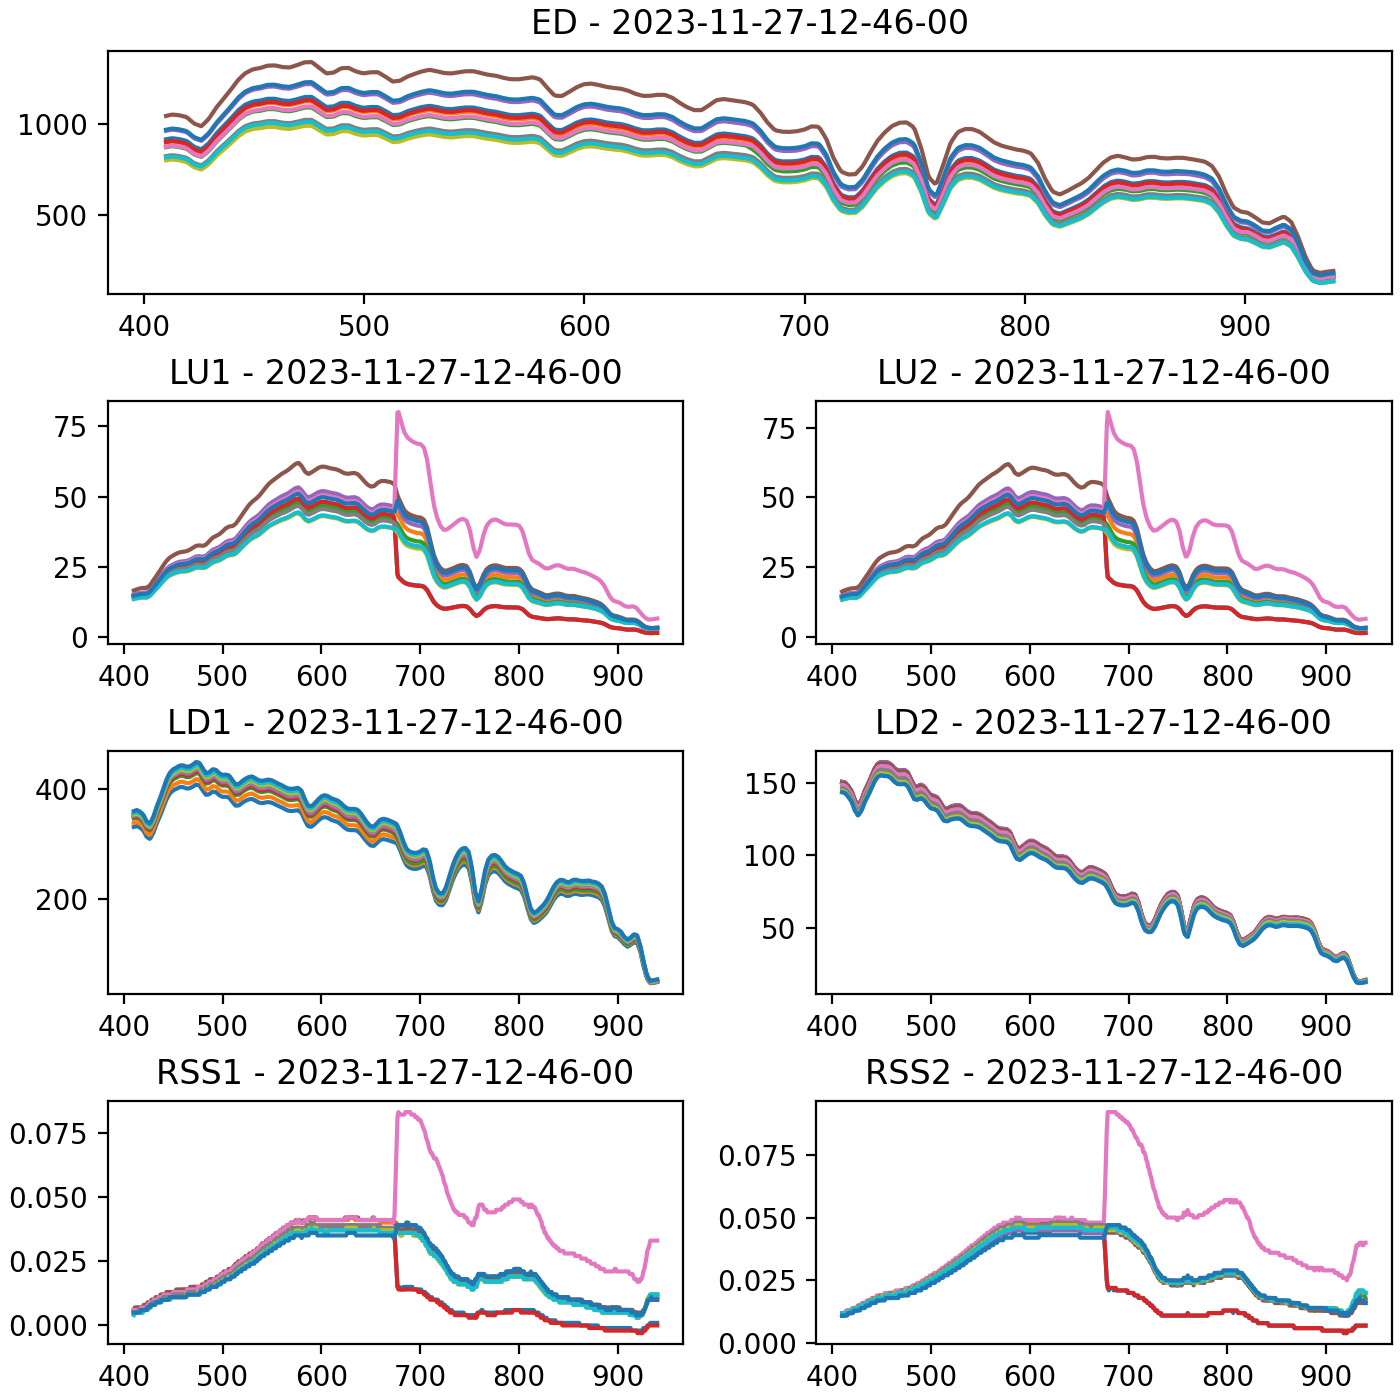 ED - 2023-11-27-12-46-00
1000
500
400 500 600 700 800 900
LU1 - 2023-11-27-12-46-00
75
50
25
0
400 500 600 700 800 900
LU2 - 2023-11-27-12-46-00
75
50
25
0
400 500 600 700 800 900
LD1 - 2023-11-27-12-46-00
400
200
400 500 600 700 800 900
LD2 - 2023-11-27-12-46-00
150
100
50
400 500 600 700 800 900
RSS1 - 2023-11-27-12-46-00
0.075
0.050
0.025
0.000
400 500 600 700 800 900
RSS2 - 2023-11-27-12-46-00
0.075
0.050
0.025
0.000
400 500 600 700 800 900